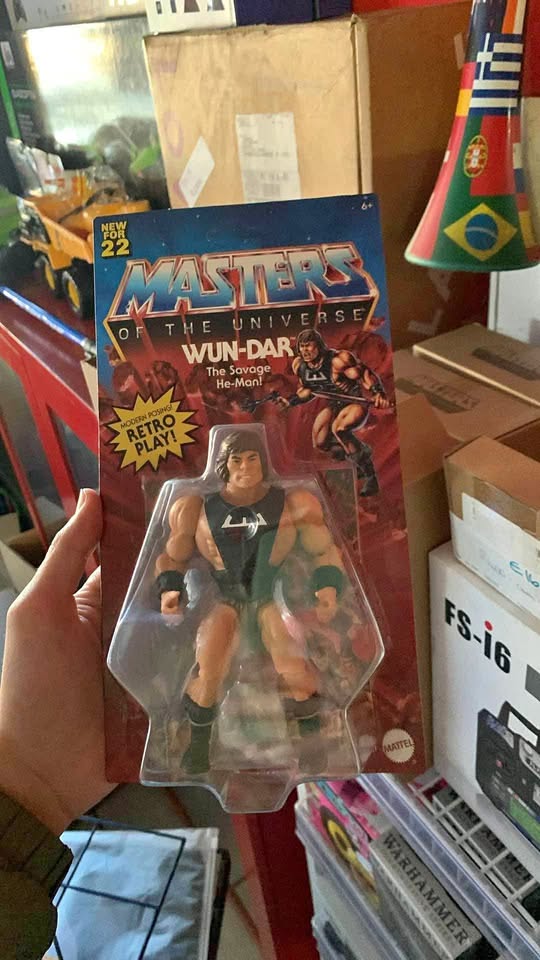 NEW
FOR
22
6+
MASTERS
OF THE UNIVERSE
WUN-DAR
The Savage
He-Man!
MODERN POSING!
RETRO
PLAY!
MATTEL
FS-i6
WARHAMMER